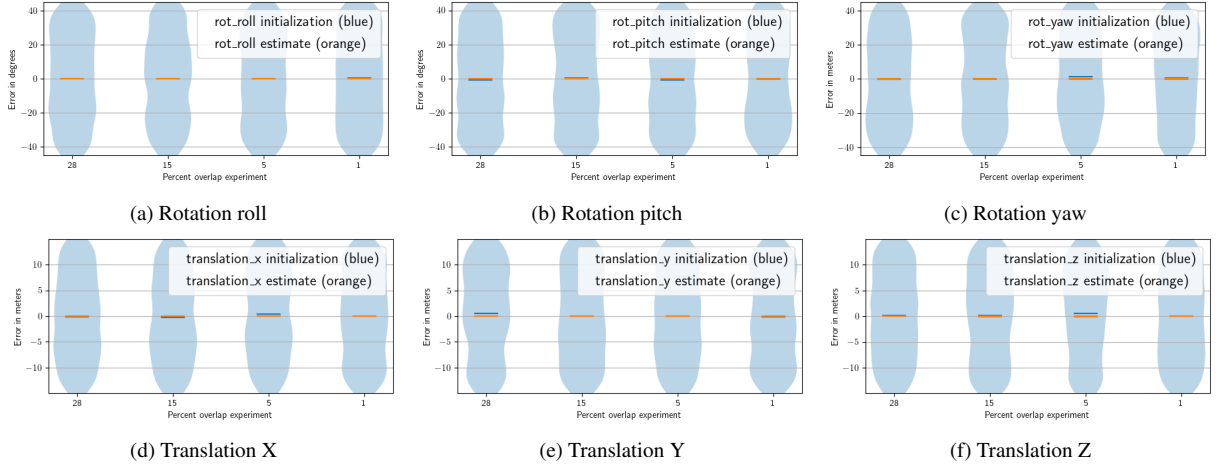 rot_roll initialization (blue)
rot_roll estimate (orange)
Error in degrees
40
20
0
−20
−40
28
15
5
1
Percent overlap experiment
(a) Rotation roll
rot_pitch initialization (blue)
rot_pitch estimate (orange)
Error in degrees
40
20
0
−20
−40
28
15
5
1
Percent overlap experiment
(b) Rotation pitch
rot_yaw initialization (blue)
rot_yaw estimate (orange)
Error in meters
40
20
0
−20
−40
28
15
5
1
Percent overlap experiment
(c) Rotation yaw
translation_x initialization (blue)
translation_x estimate (orange)
Error in meters
10
5
0
−5
−10
28
15
5
1
Percent overlap experiment
(d) Translation X
translation_y initialization (blue)
translation_y estimate (orange)
Error in meters
10
5
0
−5
−10
28
15
5
1
Percent overlap experiment
(e) Translation Y
translation_z initialization (blue)
translation_z estimate (orange)
Error in meters
10
5
0
−5
−10
28
15
5
1
Percent overlap experiment
(f) Translation Z